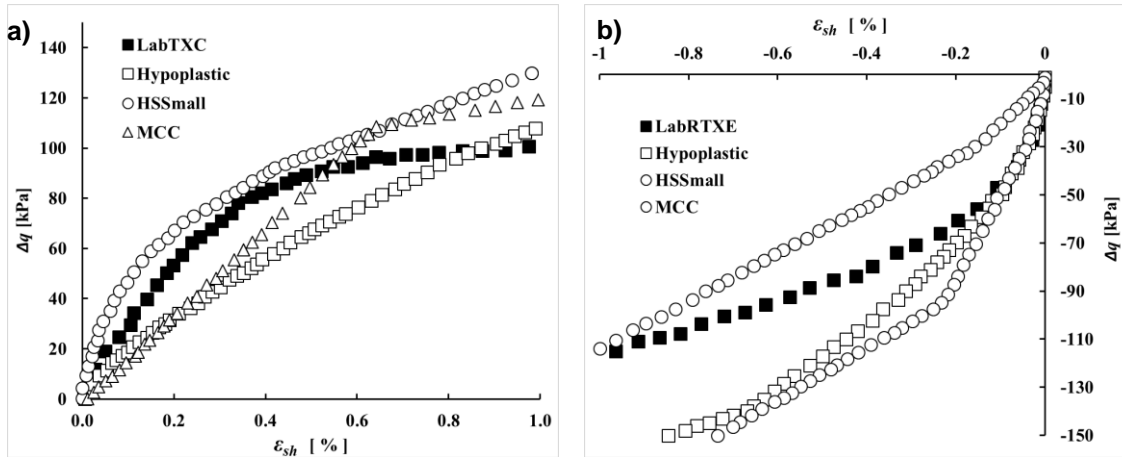 a)
140
120
100
80
60
40
20
0
Δq [kPa]
LabTXC
Hypoplastic
HSSmall
MCC
0.0
0.2
0.4
0.6
0.8
1.0
ε_sh [ % ]
b)
ε_sh [ % ]
-1
-0.8
-0.6
-0.4
-0.2
0
LabRTXE
Hypoplastic
HSSmall
MCC
-10
-30
-50
-70
-90
-110
-130
-150
Δq [kPa]